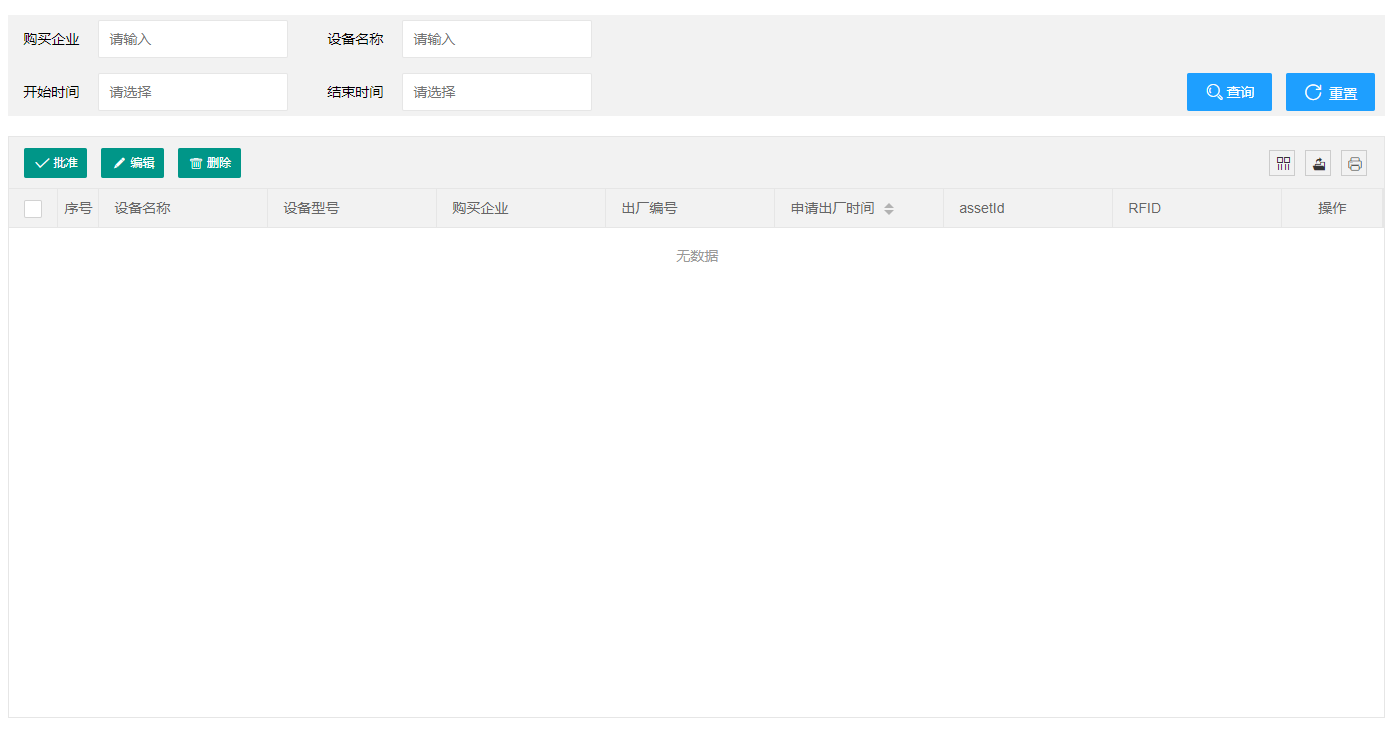 购买企业 请输入 设备名称 请输入
开始时间 请选择 结束时间 请选择 查询 重置
批准 编辑 删除
序号 设备名称 设备型号 购买企业 出厂编号 申请出厂时间 assetId RFID 操作
无数据